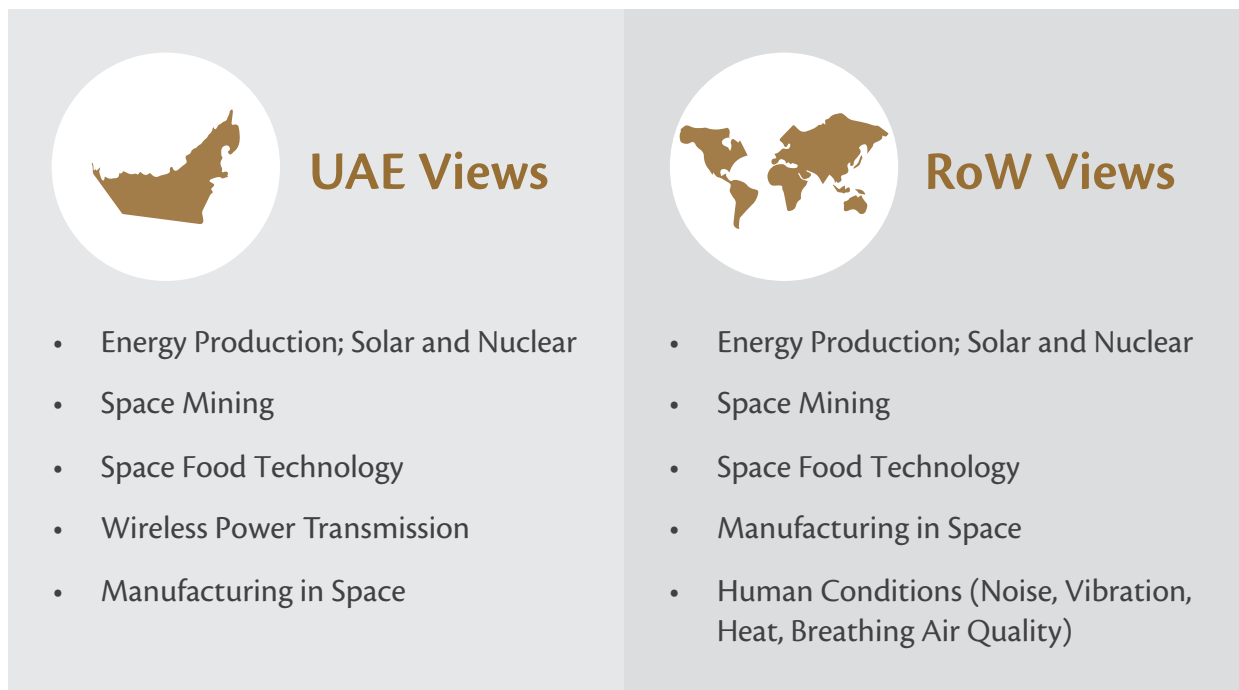 UAE Views
• Energy Production; Solar and Nuclear
• Space Mining
• Space Food Technology
• Wireless Power Transmission
• Manufacturing in Space
RoW Views
• Energy Production; Solar and Nuclear
• Space Mining
• Space Food Technology
• Manufacturing in Space
• Human Conditions (Noise, Vibration,
Heat, Breathing Air Quality)